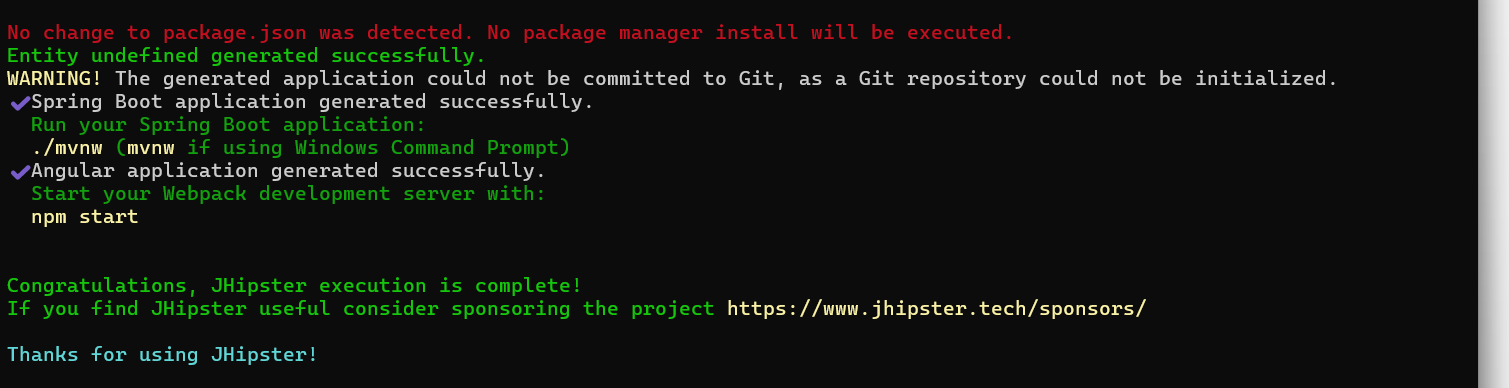 No change to package.json was detected. No package manager install will be executed.
Entity undefined generated successfully.
WARNING! The generated application could not be committed to Git, as a Git repository could not be initialized.
Spring Boot application generated successfully.
Run your Spring Boot application:
./mvnw (mvnw if using Windows Command Prompt)
Angular application generated successfully.
Start your Webpack development server with:
npm start
Congratulations, JHipster execution is complete!
If you find JHipster useful consider sponsoring the project https://www.jhipster.tech/sponsors/
Thanks for using JHipster!